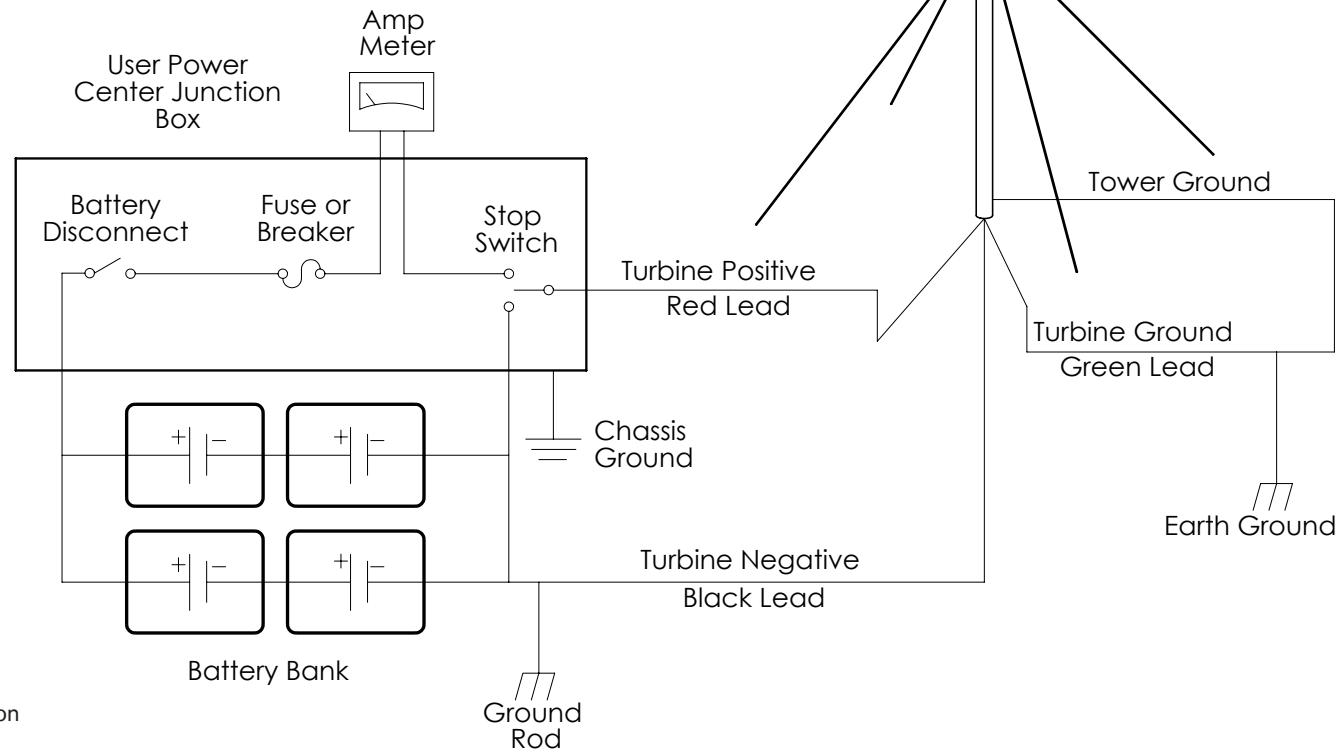 Amp
Meter
User Power
Center Junction
Box
Battery
Disconnect
Fuse or
Breaker
Stop
Switch
Tower Ground
Turbine Positive
Red Lead
Turbine Ground
Green Lead
Chassis
Ground
+ −
+ −
+ −
+ −
Earth Ground
Turbine Negative
Black Lead
Battery Bank
Ground
Rod
on